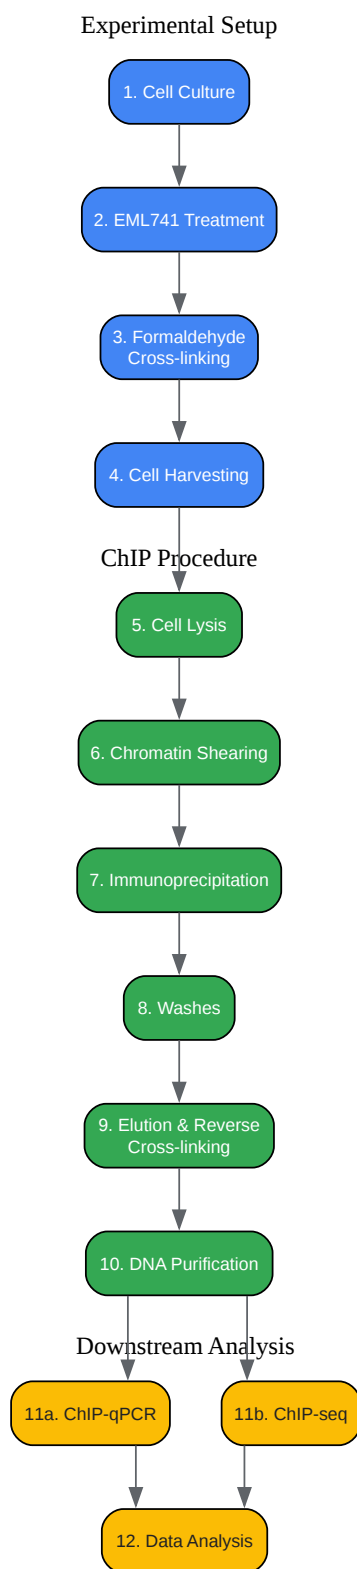 Experimental Setup
1. Cell Culture
2. EML741 Treatment
3. Formaldehyde
Cross-linking
4. Cell Harvesting
ChIP Procedure
5. Cell Lysis
6. Chromatin Shearing
7. Immunoprecipitation
8. Washes
9. Elution & Reverse
Cross-linking
10. DNA Purification
Downstream Analysis
11a. ChIP-qPCR
11b. ChIP-seq
12. Data Analysis